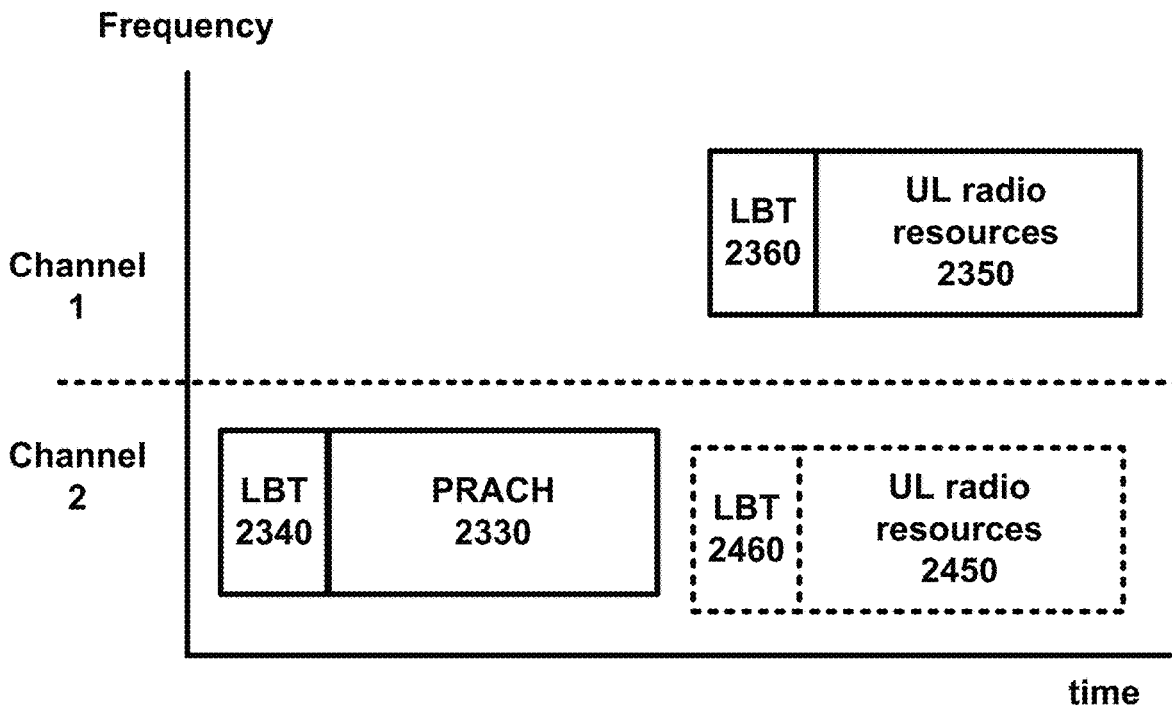 Frequency
LBT
2360
UL radio
resources
2350
Channel
1
Channel
2
LBT
2340
PRACH
2330
LBT
2460
UL radio
resources
2450
time